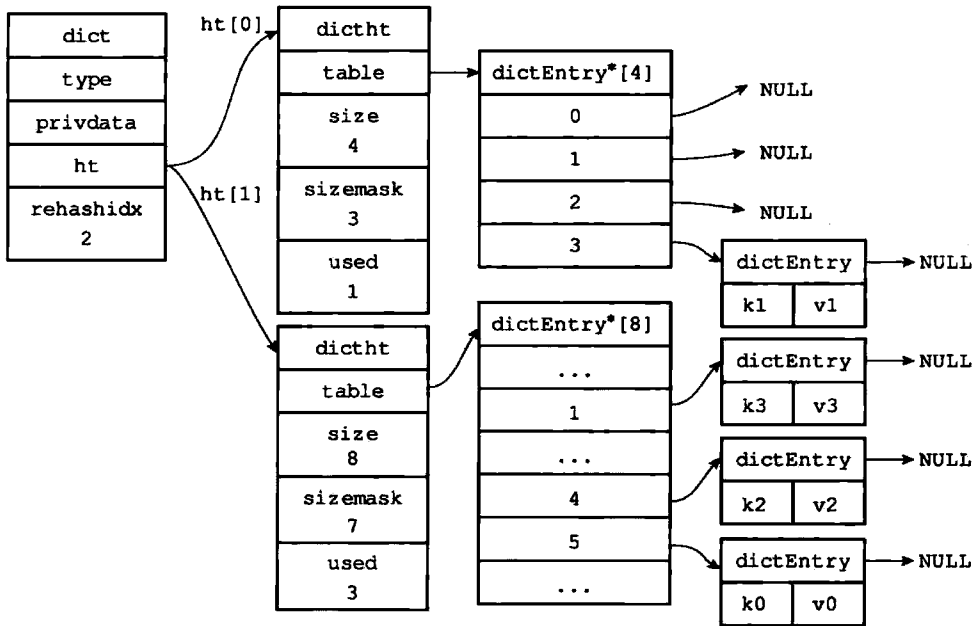 dict
type
privdata
ht
rehashidx
2
ht[0]
ht[1]
dictht
table
size
4
sizemask
3
used
1
dictEntry*[4]
0
1
2
3
NULL
NULL
NULL
dictEntry
k1 v1
NULL
dictht
table
size
8
sizemask
7
used
3
dictEntry*[8]
...
1
...
4
5
...
dictEntry
k3 v3
NULL
dictEntry
k2 v2
NULL
dictEntry
k0 v0
NULL